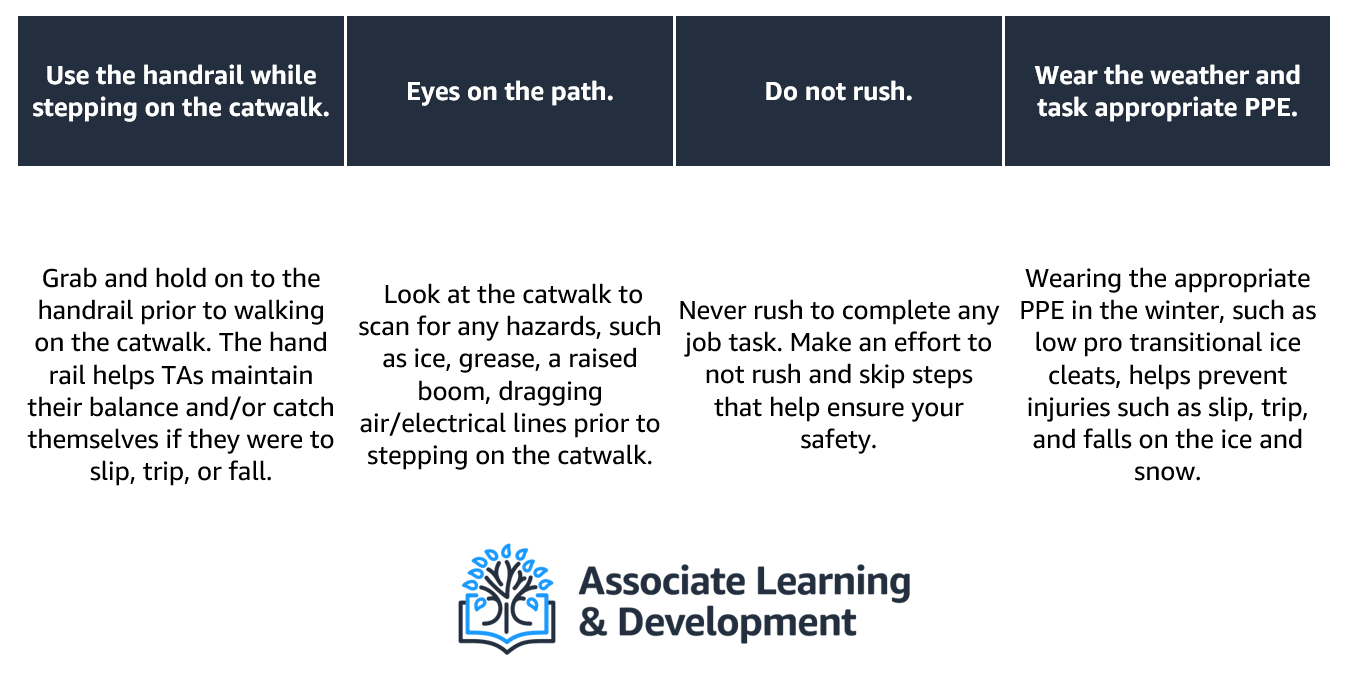 Use the handrail while
stepping on the catwalk.
Eyes on the path.
Do not rush.
Wear the weather and
task appropriate PPE.
Grab and hold on to the
handrail prior to walking
on the catwalk. The hand
rail helps TAs maintain
their balance and/or catch
themselves if they were to
slip, trip, or fall.
Look at the catwalk to
scan for any hazards, such
as ice, grease, a raised
boom, dragging
air/electrical lines prior to
stepping on the catwalk.
Never rush to complete any
job task. Make an effort to
not rush and skip steps
that help ensure your
safety.
Wearing the appropriate
PPE in the winter, such as
low pro transitional ice
cleats, helps prevent
injuries such as slip, trip,
and falls on the ice and
snow.
Associate Learning
& Development